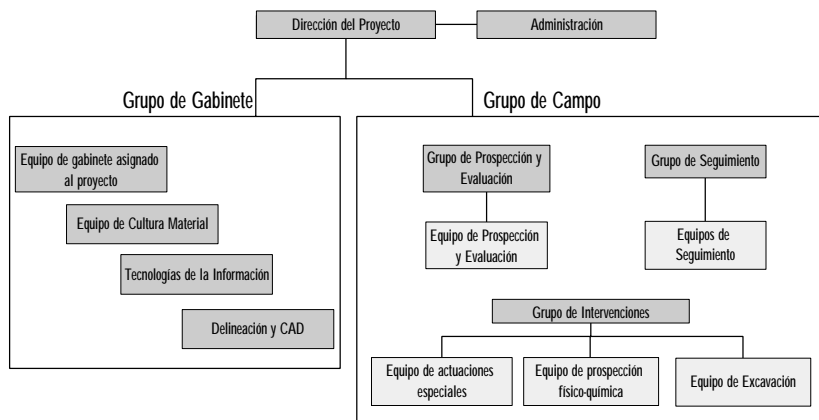 Dirección del Proyecto
Administración
Grupo de Gabinete
Grupo de Campo
Equipo de gabinete asignado
al proyecto
Equipo de Cultura Material
Tecnologías de la Información
Delineación y CAD
Grupo de Prospección y
Evaluación
Grupo de Seguimiento
Equipo de Prospección
y Evaluación
Equipos de
Seguimiento
Grupo de Intervenciones
Equipo de actuaciones
especiales
Equipo de prospección
físico-química
Equipo de Excavación